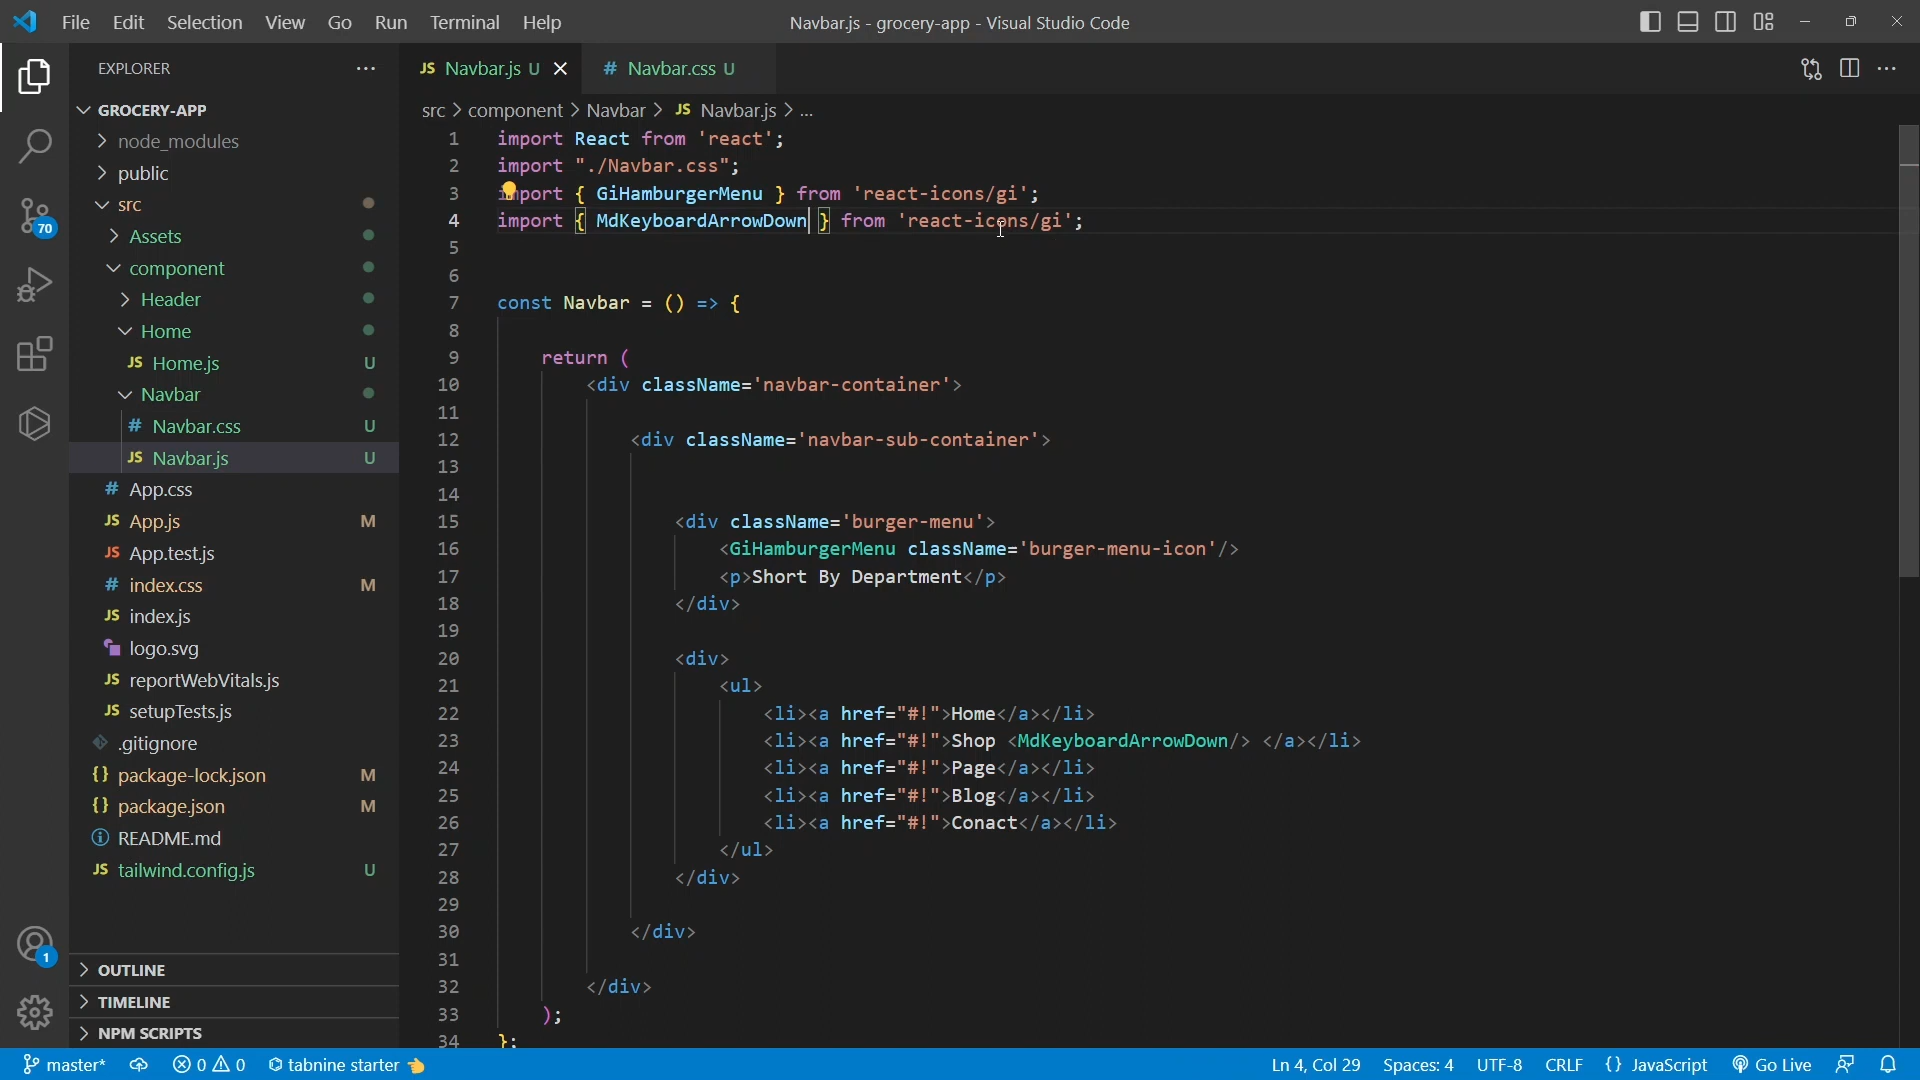 File Edit Selection View Go Run Terminal Help
Navbar.js - grocery-app - Visual Studio Code
EXPLORER
JS Navbar.js U
# Navbar.css U
GROCERY-APP
src > component > Navbar > JS Navbar.js > ...
node_modules
public
src
Assets
component
Header
Home
JS Home.js U
Navbar
# Navbar.css U
JS Navbar.js U
# App.css
JS App.js M
JS App.test.js
# index.css M
JS index.js
logo.svg
JS reportWebVitals.js
JS setupTests.js
.gitignore
{} package-lock.json M
{} package.json M
README.md
JS tailwind.config.js U
OUTLINE
TIMELINE
NPM SCRIPTS
70
1
1 import React from 'react';
2 import "./Navbar.css";
3 import { GiHamburgerMenu } from 'react-icons/gi';
4 import { MdKeyboardArrowDown } from 'react-icons/gi';
5
6
7 const Navbar = () => {
8
9 return (
10 <div className='navbar-container'>
11
12 <div className='navbar-sub-container'>
13
14
15 <div className='burger-menu'>
16 <GiHamburgerMenu className='burger-menu-icon'/>
17 <p>Short By Department</p>
18 </div>
19
20 <div>
21 <ul>
22 <li><a href="#!">Home</a></li>
23 <li><a href="#!">Shop <MdKeyboardArrowDown/> </a></li>
24 <li><a href="#!">Page</a></li>
25 <li><a href="#!">Blog</a></li>
26 <li><a href="#!">Conact</a></li>
27 </ul>
28 </div>
29
30 </div>
31
32 </div>
33 );
34 };
master* 0 0 tabnine starter Ln 4, Col 29 Spaces: 4 UTF-8 CRLF {} JavaScript Go Live